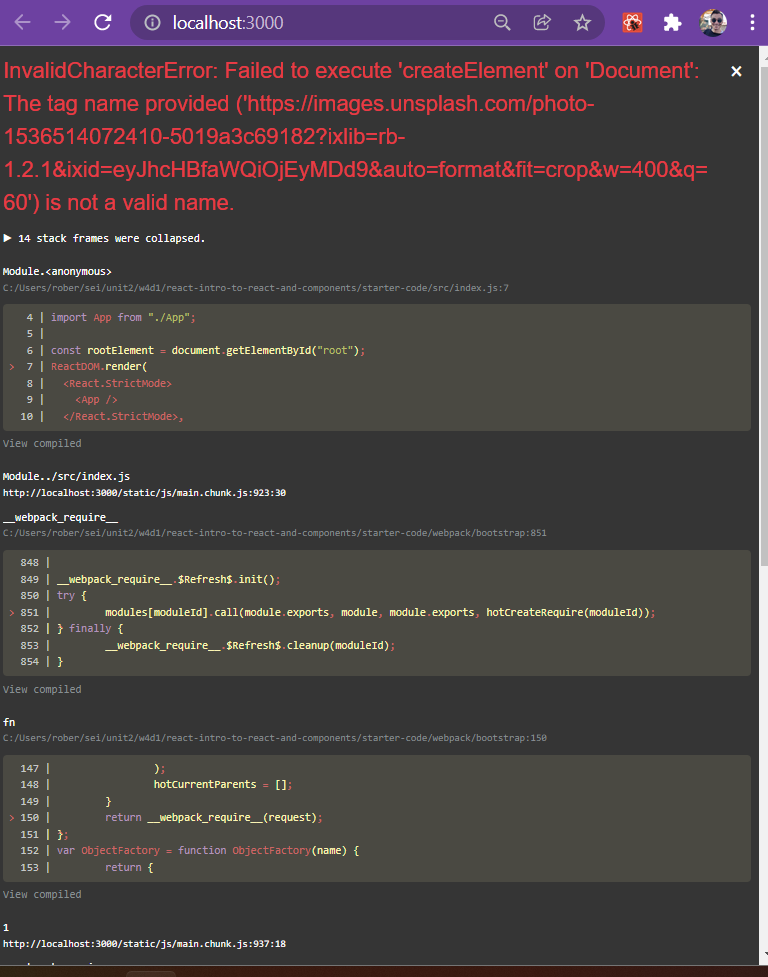 localhost:3000
InvalidCharacterError: Failed to execute 'createElement' on 'Document':
The tag name provided ('https://images.unsplash.com/photo-
1536514072410-5019a3c69182?ixlib=rb-
1.2.1&ixid=eyJhcHBfaWQiOjEyMDd9&auto=format&fit=crop&w=400&q=
60') is not a valid name.
▶ 14 stack frames were collapsed.
Module.<anonymous>
C:/Users/rober/sei/unit2/w4d1/react-intro-to-react-and-components/starter-code/src/index.js:7
4 | import App from "./App";
5 |
6 | const rootElement = document.getElementById("root");
> 7 | ReactDOM.render(
8 |   <React.StrictMode>
9 |     <App />
10 |   </React.StrictMode>,
View compiled
Module../src/index.js
http://localhost:3000/static/js/main.chunk.js:923:30
__webpack_require__
C:/Users/rober/sei/unit2/w4d1/react-intro-to-react-and-components/starter-code/webpack/bootstrap:851
848 |
849 | __webpack_require__.$Refresh$.init();
850 | try {
> 851 |         modules[moduleId].call(module.exports, module, module.exports, hotCreateRequire(moduleId));
852 | } finally {
853 |         __webpack_require__.$Refresh$.cleanup(moduleId);
854 | }
View compiled
fn
C:/Users/rober/sei/unit2/w4d1/react-intro-to-react-and-components/starter-code/webpack/bootstrap:150
147 |                 );
148 |                 hotCurrentParents = [];
149 |         }
> 150 |         return __webpack_require__(request);
151 | };
152 | var ObjectFactory = function ObjectFactory(name) {
153 |         return {
View compiled
1
http://localhost:3000/static/js/main.chunk.js:937:18